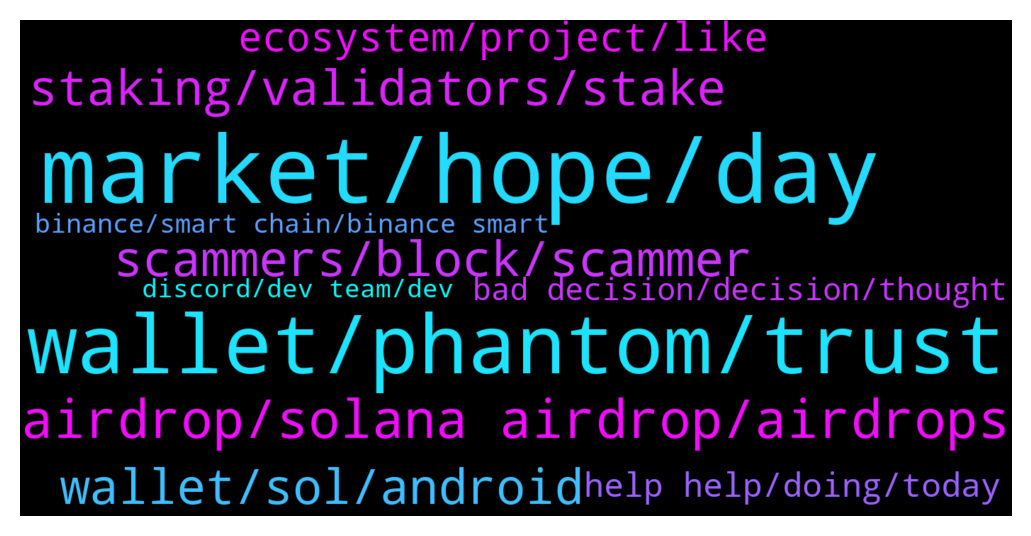 ecosystem/project/like
staking/validators/stake
market/hope/day
binance/smart chain/binance smart
scammers/block/scammer
discord/dev team/dev
bad decision/decision/thought
wallet/phantom/trust
airdrop/solana airdrop/airdrops
wallet/sol/android
help help/doing/today